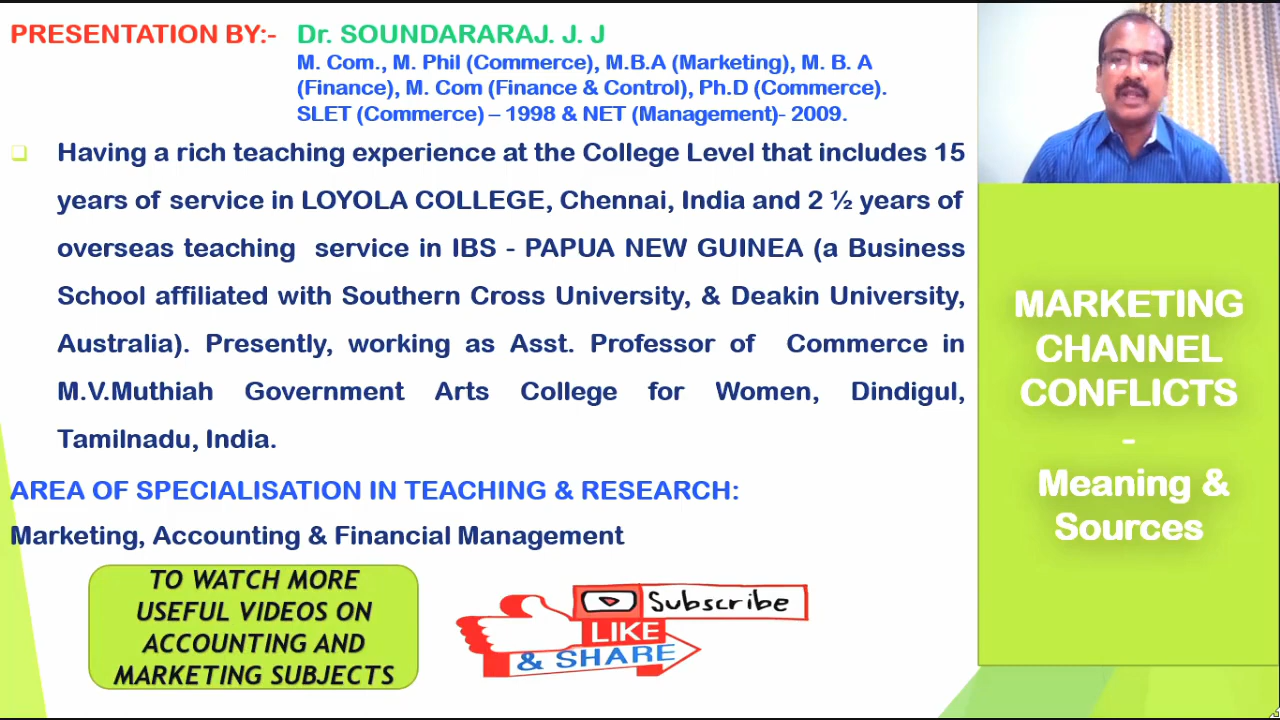 PRESENTATION BY:- Dr. SOUNDARARAJ. J. J
M. Com., M. Phil (Commerce), M.B.A (Marketing), M. B. A
(Finance), M. Com (Finance & Control), Ph.D (Commerce).
SLET (Commerce) – 1998 & NET (Management)- 2009.
Having a rich teaching experience at the College Level that includes 15
years of service in LOYOLA COLLEGE, Chennai, India and 2 ½ years of
overseas teaching service in IBS - PAPUA NEW GUINEA (a Business
School affiliated with Southern Cross University, & Deakin University,
Australia). Presently, working as Asst. Professor of Commerce in
M.V.Muthiah Government Arts College for Women, Dindigul,
Tamilnadu, India.
AREA OF SPECIALISATION IN TEACHING & RESEARCH:
Marketing, Accounting & Financial Management
TO WATCH MORE
USEFUL VIDEOS ON
ACCOUNTING AND
MARKETING SUBJECTS
Subscribe
LIKE
& SHARE
MARKETING
CHANNEL
CONFLICTS
-
Meaning &
Sources